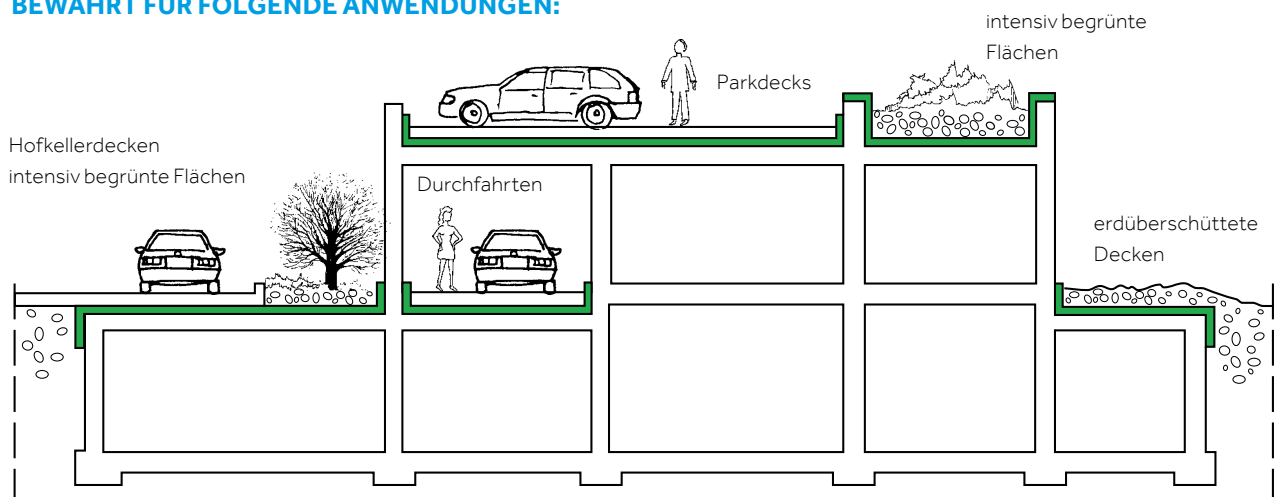 BEWÄHRT FÜR FOLGENDE ANWENDUNGEN:
intensiv begrünte
Flächen
Parkdecks
Hofkellerdecken
intensiv begrünte Flächen
Durchfahrten
erdüberschüttete
Decken